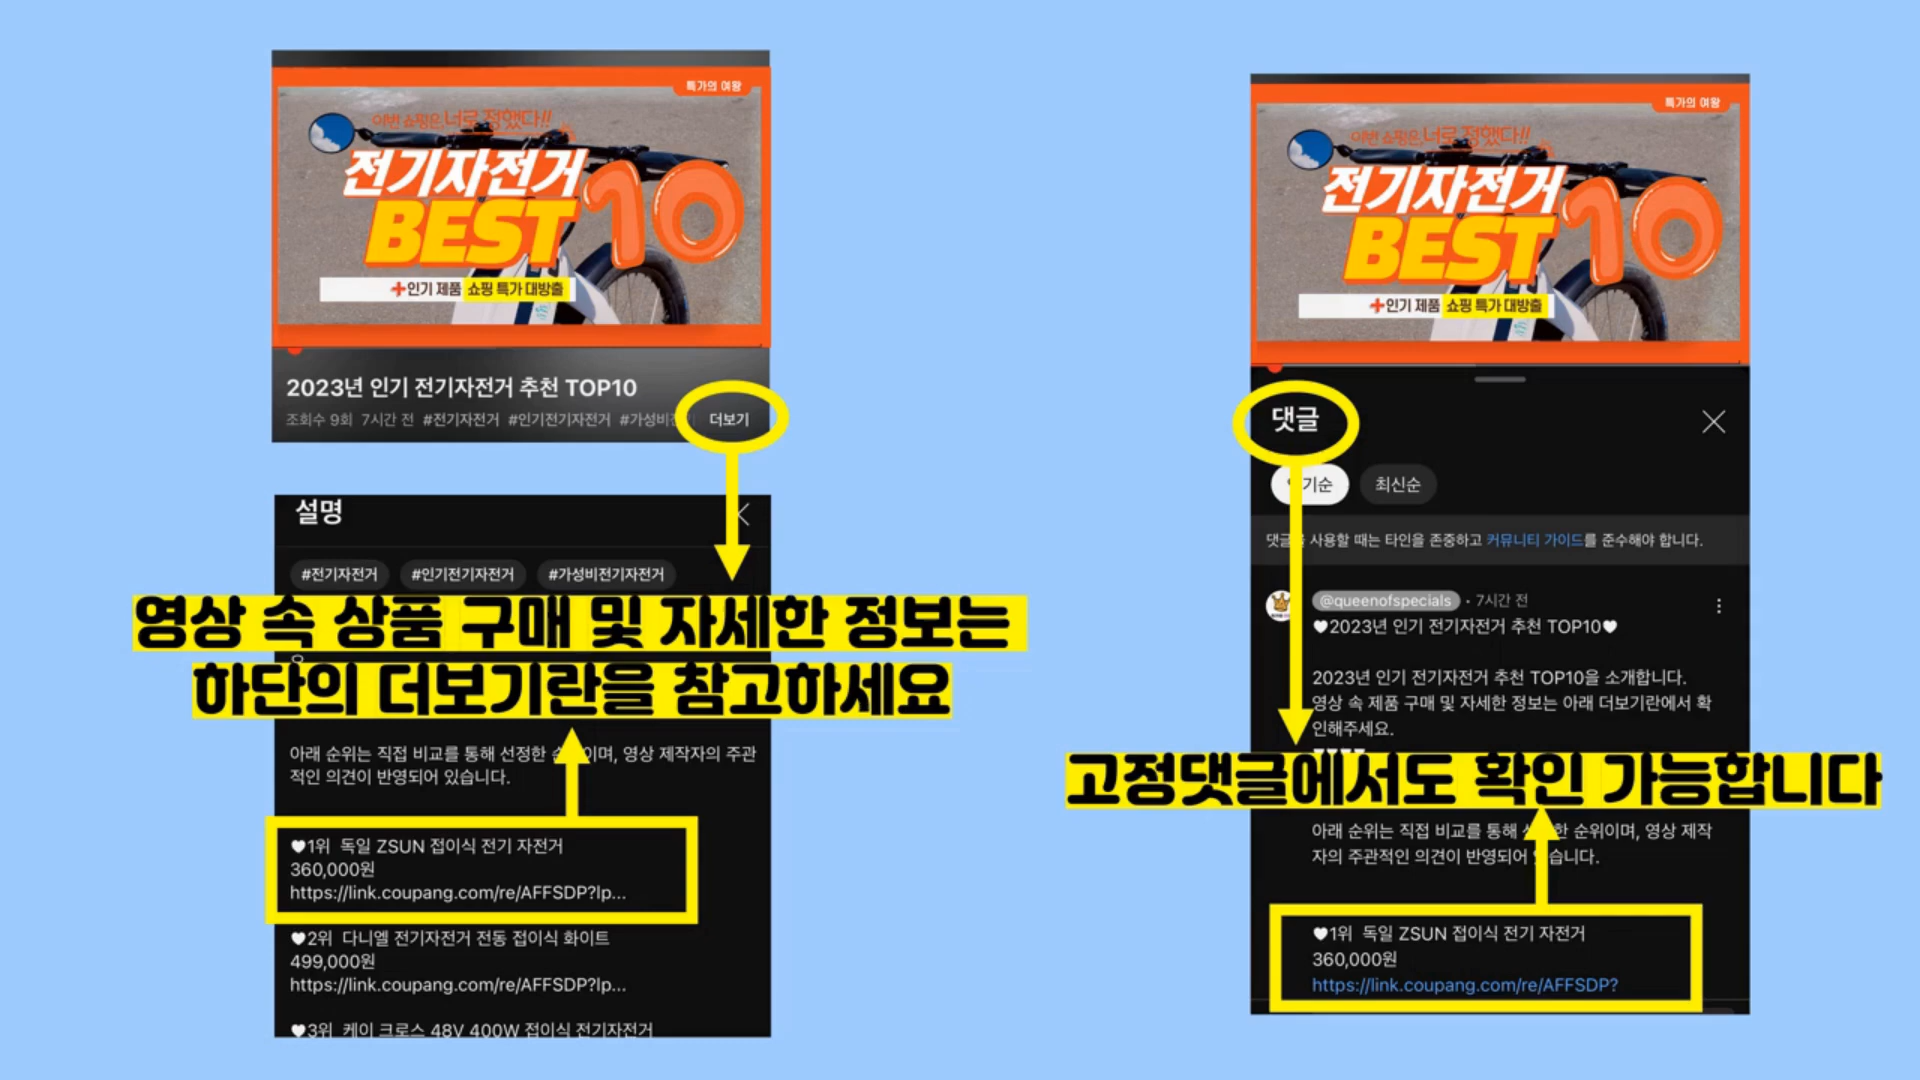 특가의 여왕
이번 쇼핑은, 너로 정했다!!
전기자전거
BEST 10
+인기 제품 쇼핑 특가 대방출
2023년 인기 전기자전거 추천 TOP10
조회수 9회 7시간 전 #전기자전거 #인기전기자전거 #가성비 더보기
설명
#전기자전거 #인기전기자전거 #가성비전기자전거
영상 속 상품 구매 및 자세한 정보는
하단의 더보기란을 참고하세요
아래 순위는 직접 비교를 통해 선정한 이며, 영상 제작자의 주관
적인 의견이 반영되어 있습니다.
♥1위 독일 ZSUN 접이식 전기 자전거
360,000원
https://link.coupang.com/re/AFFSDP?lp...
♥2위 다니엘 전기자전거 전동 접이식 화이트
499,000원
https://link.coupang.com/re/AFFSDP?lp...
♥3위 케이 크로스 48V 400W 접이식 전기자전거
특가의 여왕
이번 쇼핑은, 너로 정했다!!
전기자전거
BEST 10
+인기 제품 쇼핑 특가 대방출
댓글
기순 최신순
댓글 사용할 때는 타인을 존중하고 커뮤니티 가이드를 준수해야 합니다.
@queenofspecials · 7시간 전
♥2023년 인기 전기자전거 추천 TOP10♥
2023년 인기 전기자전거 추천 TOP10을 소개합니다.
영상 속 제품 구매 및 자세한 정보는 아래 더보기란에서 확
인해주세요.
고정댓글에서도 확인 가능합니다
아래 순위는 직접 비교를 통해 한 순위이며, 영상 제작
자의 주관적인 의견이 반영되어 습니다.
♥1위 독일 ZSUN 접이식 전기 자전거
360,000원
https://link.coupang.com/re/AFFSDP?